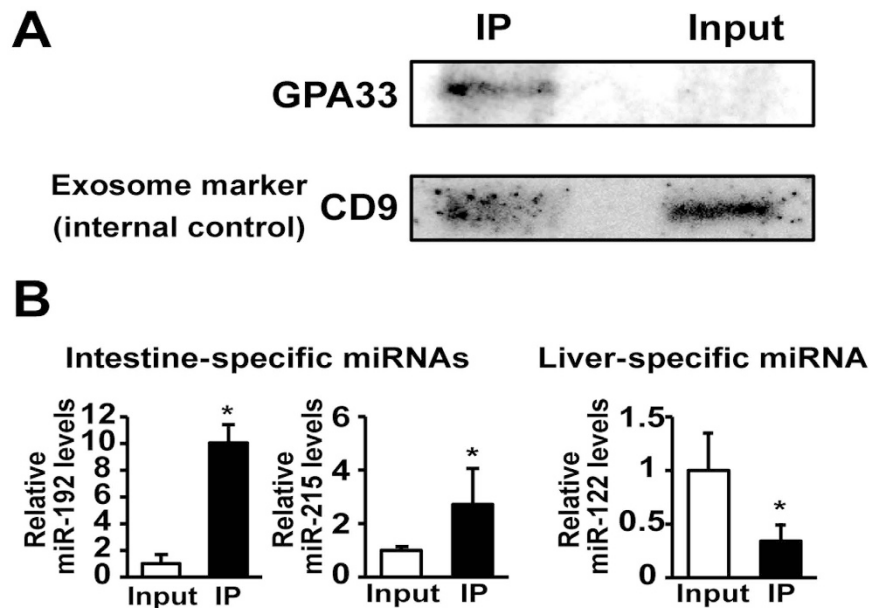 A
IP Input
GPA33
Exosome marker
(internal control)
CD9
B
Intestine-specific miRNAs
Relative
miR-192 levels
12
10
8
6
4
2
0
*
Input IP
Relative
miR-215 levels
6
4
2
0
*
Input IP
Liver-specific miRNA
Relative
miR-122 levels
1.5
1
0.5
0
*
Input IP